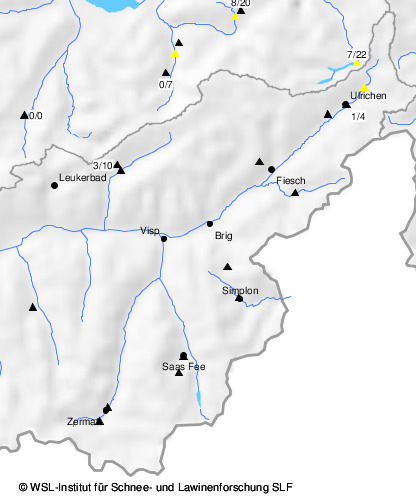 8/20
7/22
0/7
Ulrichen
0/0
1/4
3/10
Leukerbad
Fiesch
Visp
Brig
Simplon
Saas Fee
© WSL-Institut für Schnee- und Lawinenforschung SLF